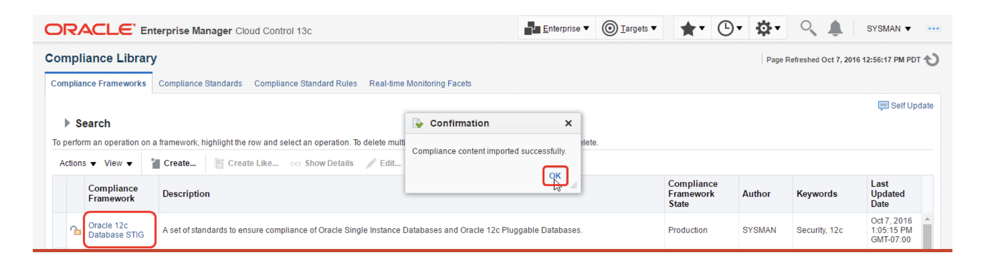 ORACLE Enterprise Manager Cloud Control 13c
Enterprise
Targets
SYSMAN
Compliance Library
Page Refreshed Oct 7, 2016 12:56:17 PM PDT
Compliance Frameworks Compliance Standards Compliance Standard Rules Real-time Monitoring Facets
Self Update
Search
To perform an operation on a framework, highlight the row and select an operation. To delete
Confirmation
Compliance content imported successfully.
OK
Actions View Create... Create Like... Show Details Edit...
Compliance
Framework
Description
Compliance
Framework
State
Author
Keywords
Last
Updated
Date
Oracle 12c
Database STIG
A set of standards to ensure compliance of Oracle Single Instance Databases and Oracle 12c Pluggable Databases.
Production
SYSMAN
Security, 12c
Oct 7, 2016
1:05:15 PM
GMT-07:00